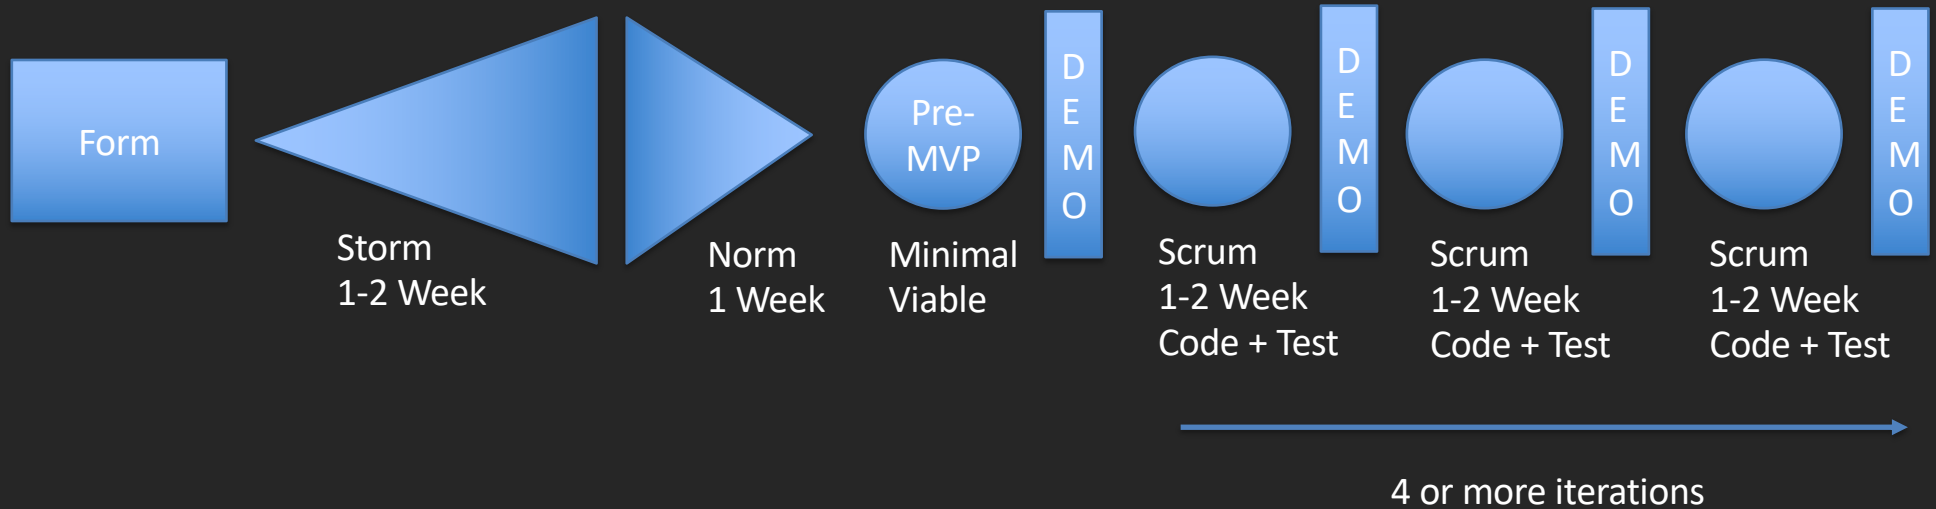 Form
Storm
1-2 Week
Norm
1 Week
Pre-
MVP
Minimal
Viable
D
E
M
O
Scrum
1-2 Week
Code + Test
D
E
M
O
Scrum
1-2 Week
Code + Test
D
E
M
O
Scrum
1-2 Week
Code + Test
D
E
M
O
4 or more iterations